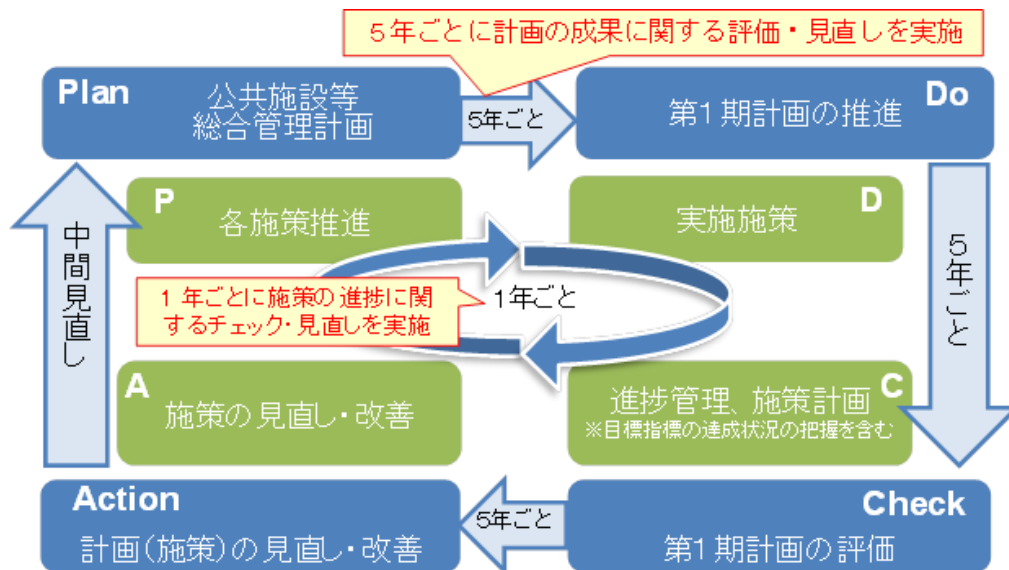 5年ごとに計画の成果に関する評価・見直しを実施
Plan
公共施設等
総合管理計画
5年ごと
Do
第1期計画の推進
P
各施策推進
D
実施施策
中間見直し
1年ごとに施策の進捗に関
するチェック・見直しを実施
1年ごと
5年ごと
A
施策の見直し・改善
C
進捗管理、施策計画
※目標指標の達成状況の把握を含む
Action
計画(施策)の見直し・改善
5年ごと
Check
第1期計画の評価